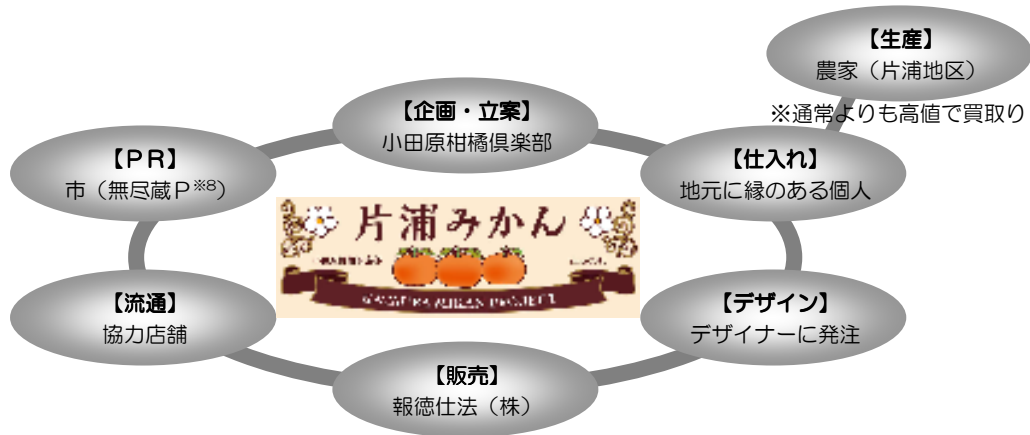 【生産】
農家（片浦地区）
※通常よりも高値で買取り
【企画・立案】
小田原柑橘倶楽部
【ＰＲ】
市（無尽蔵Ｐ※8）
【仕入れ】
地元に縁のある個人
片浦みかん
【流通】
協力店舗
【デザイン】
デザイナーに発注
【販売】
報徳仕法（株）